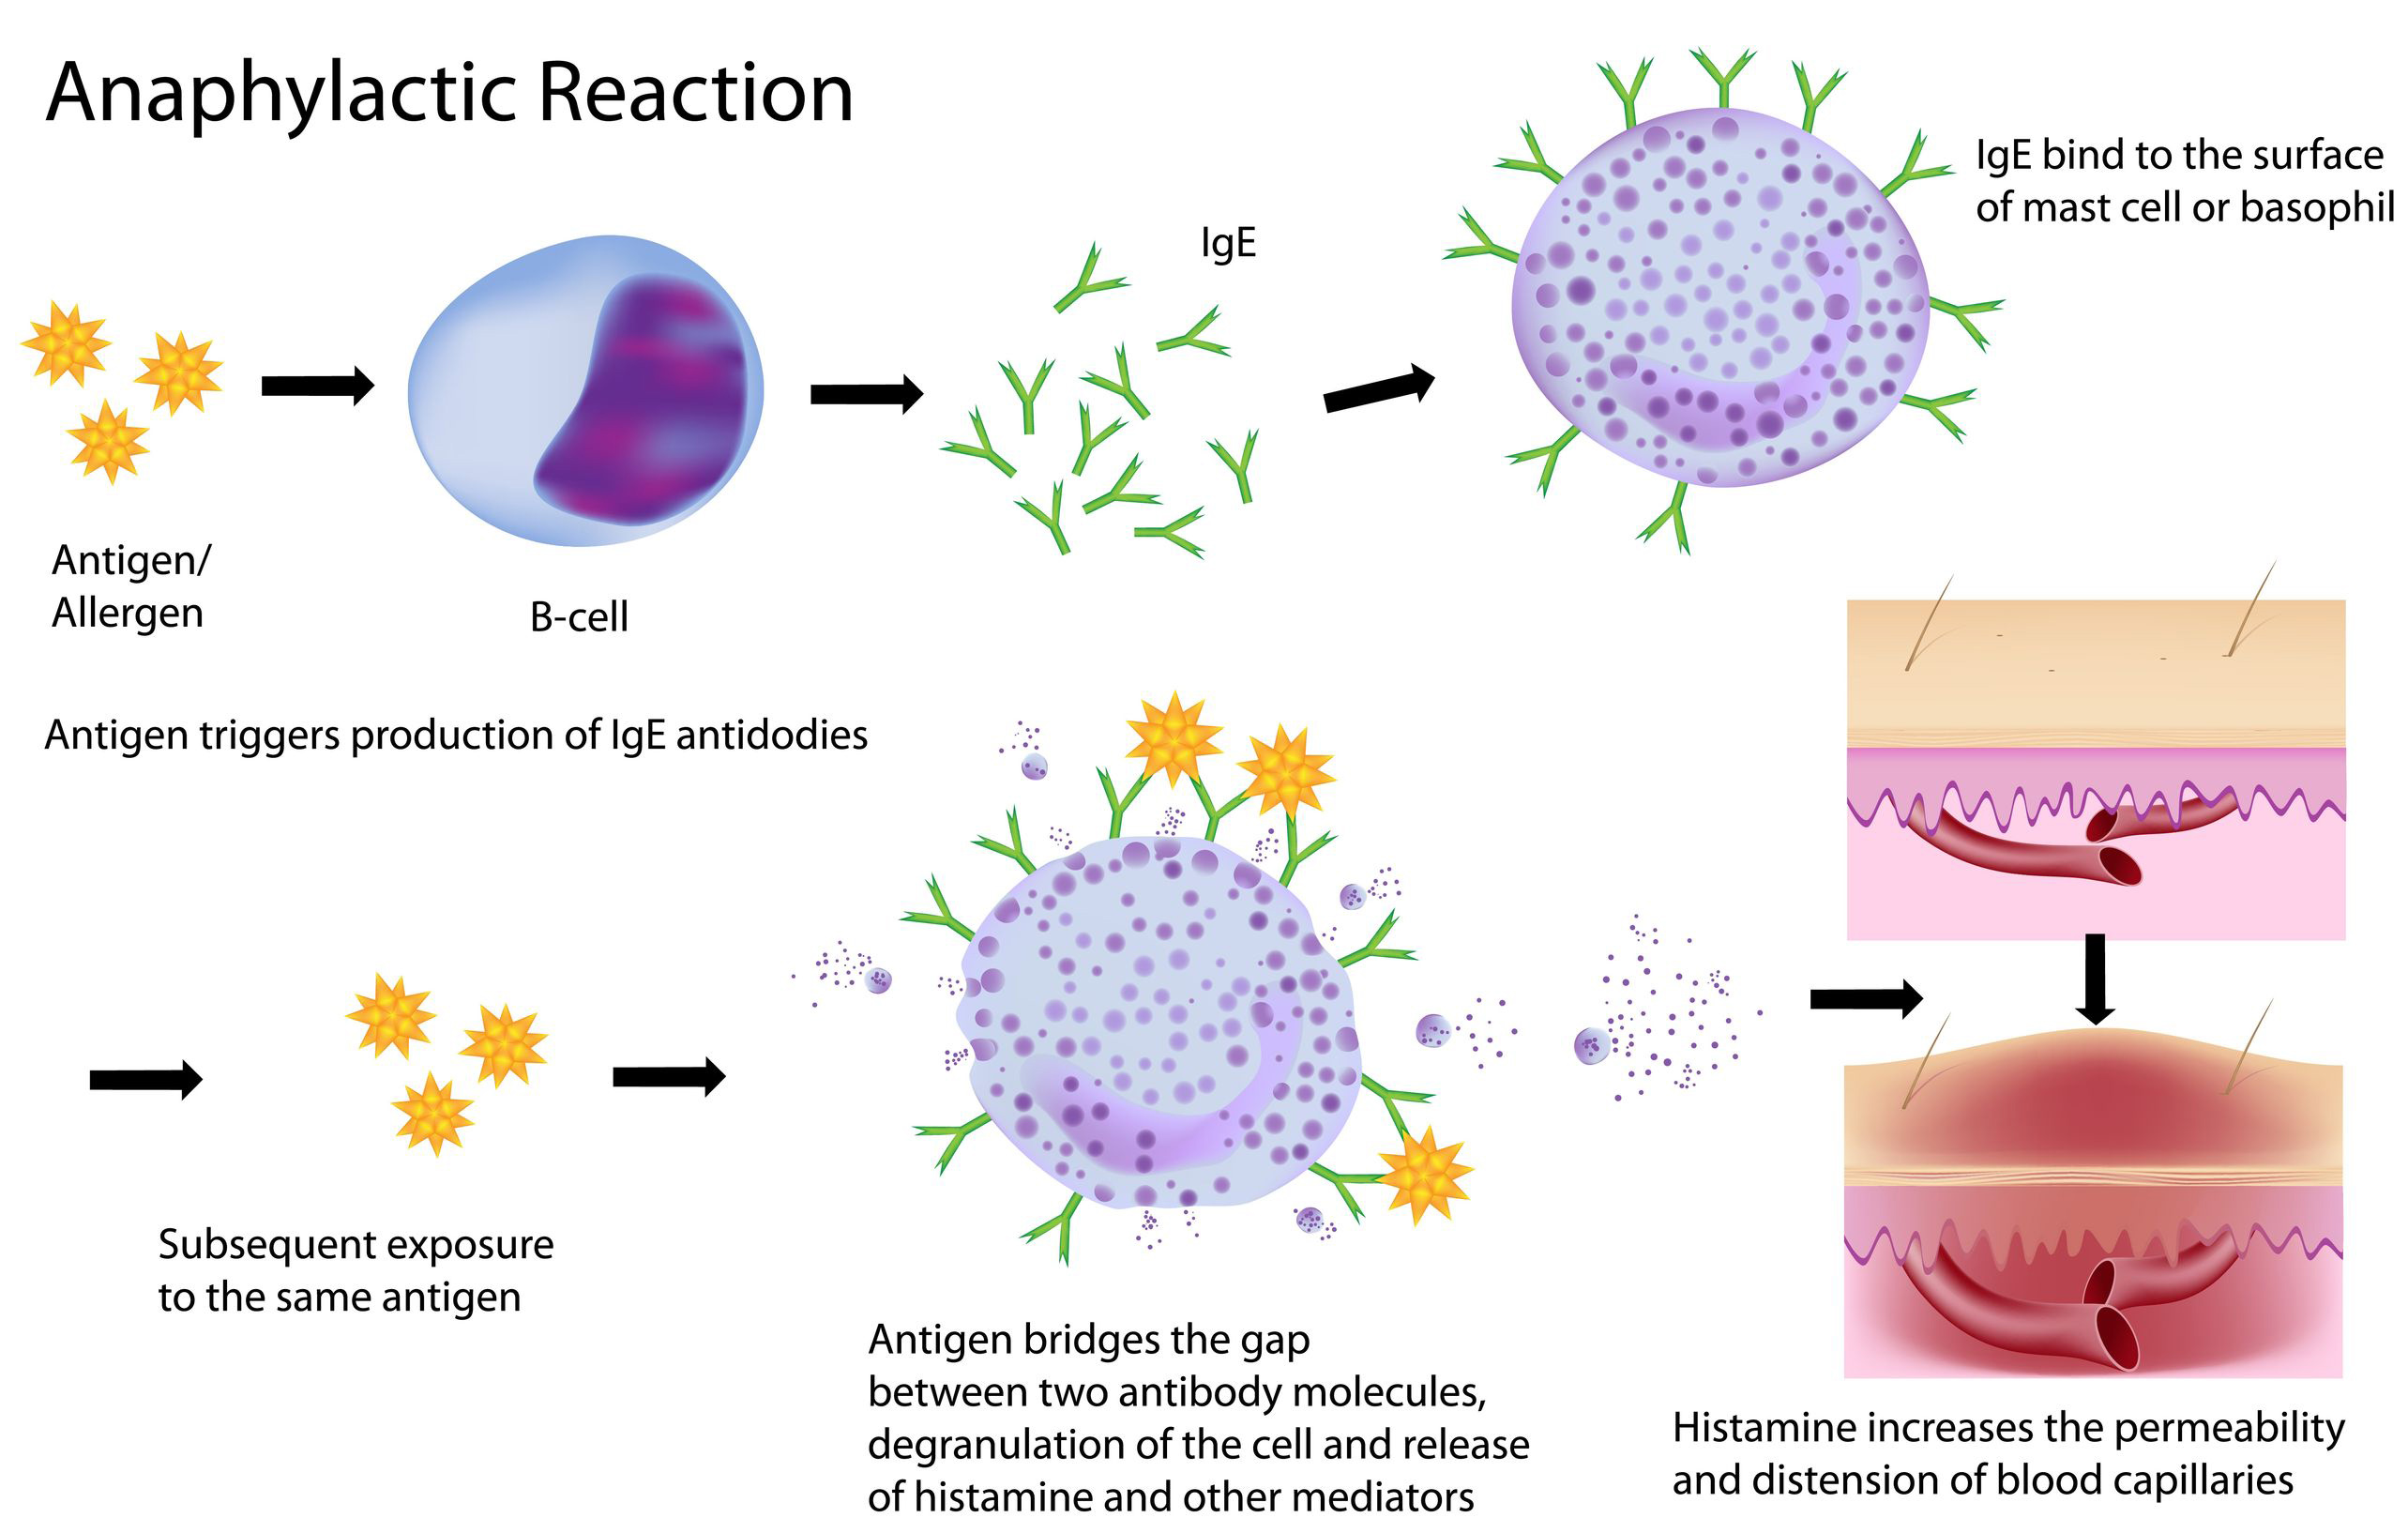 Anaphylactic Reaction
Antigen/
Allergen
B-cell
IgE
IgE bind to the surface
of mast cell or basophil
Antigen triggers production of IgE antidodies
Subsequent exposure
to the same antigen
Antigen bridges the gap
between two antibody molecules,
degranulation of the cell and release
of histamine and other mediators
Histamine increases the permeability
and distension of blood capillaries